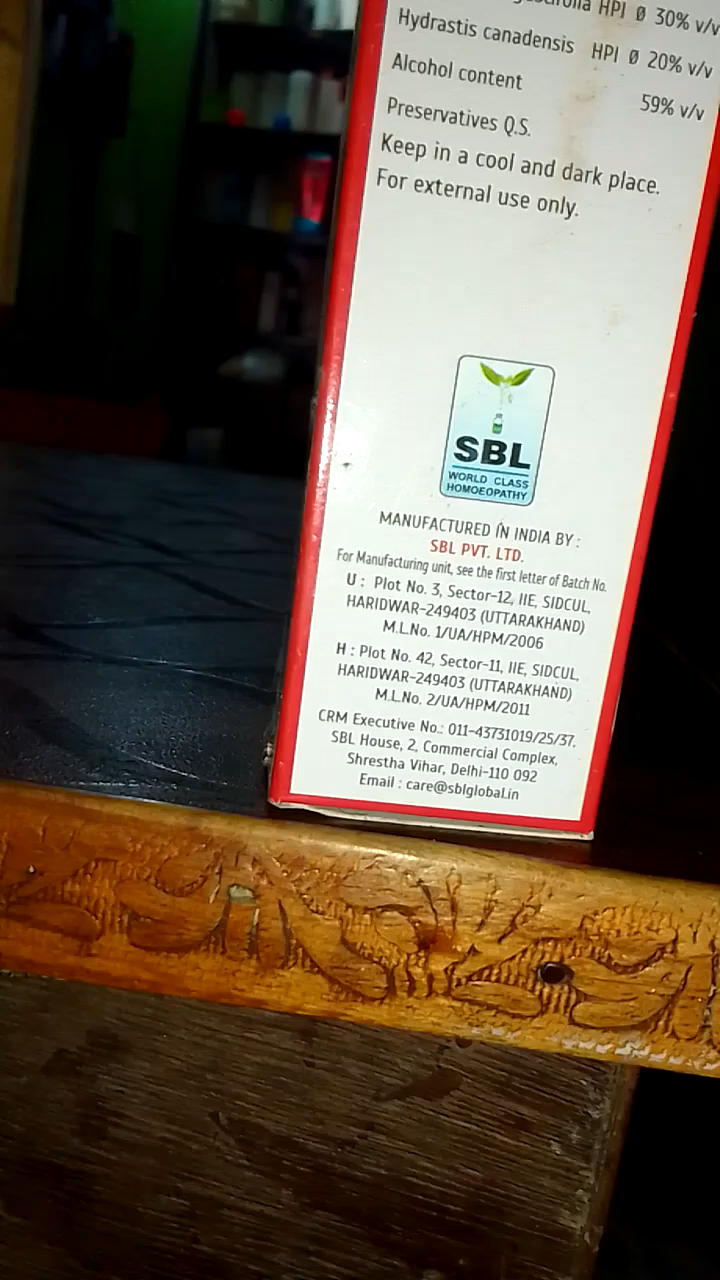 HPI Ø 30% v/v
Hydrastis canadensis HPI Ø 20% v/v
Alcohol content 59% v/v
Preservatives Q.S.
Keep in a cool and dark place.
For external use only.
SBL
WORLD CLASS
HOMOEOPATHY
MANUFACTURED IN INDIA BY :
SBL PVT. LTD.
For Manufacturing unit, see the first letter of Batch No.
U : Plot No. 3, Sector-12, IIE, SIDCUL,
HARIDWAR-249403 (UTTARAKHAND)
M.L.No. 1/UA/HPM/2006
H : Plot No. 42, Sector-11, IIE, SIDCUL,
HARIDWAR-249403 (UTTARAKHAND)
M.L.No. 2/UA/HPM/2011
CRM Executive No.: 011-43731019/25/37.
SBL House, 2, Commercial Complex,
Shrestha Vihar, Delhi-110 092
Email : care@sblglobal.in